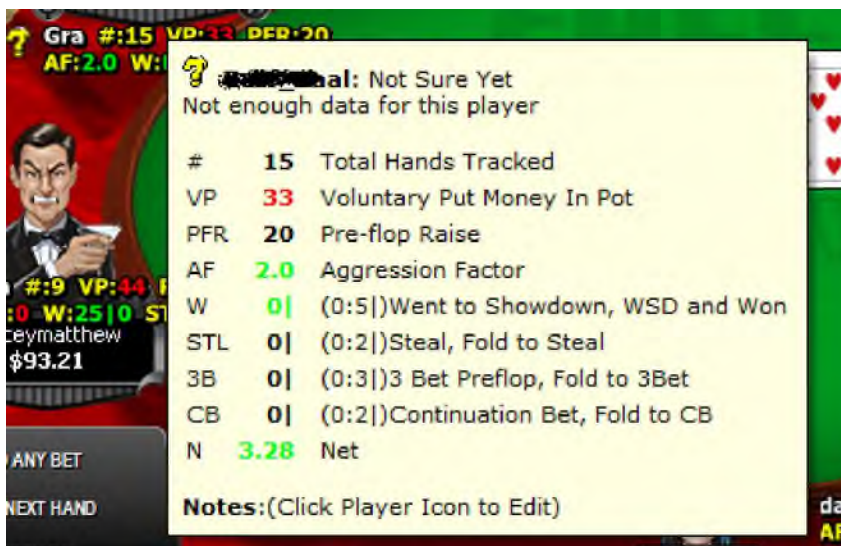 ? Gra #:15 VP:33 PFR:20
AF:2.0 W:
? aal: Not Sure Yet
Not enough data for this player
# 15 Total Hands Tracked
VP 33 Voluntary Put Money In Pot
PFR 20 Pre-flop Raise
AF 2.0 Aggression Factor
W 0| (0:5|)Went to Showdown, WSD and Won
STL 0| (0:2|)Steal, Fold to Steal
3B 0| (0:3|)3 Bet Preflop, Fold to 3Bet
CB 0| (0:2|)Continuation Bet, Fold to CB
N 3.28 Net
Notes:(Click Player Icon to Edit)
#:9 VP:44
:0 W:25|0 ST
ceymatthew
$93.21
ANY BET
NEXT HAND
da
AF